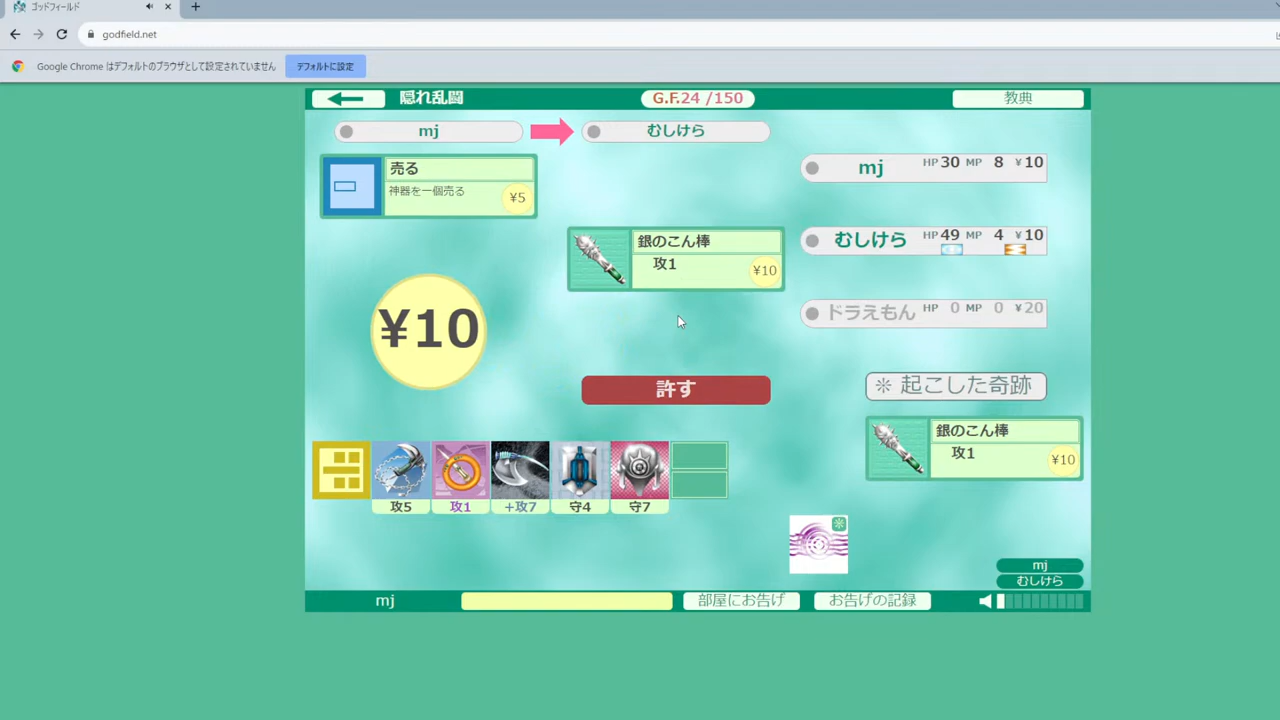 ゴッドフィールド
godfield.net
Google Chrome はデフォルトのブラウザとして設定されていません
デフォルトに設定
隠れ乱闘
G.F.24 /150
教典
mj
むしけら
売る
神器を一個売る
¥5
銀のこん棒
攻1
¥10
¥10
許す
mj HP 30 MP 8 ¥10
むしけら HP 49 MP 4 ¥10
ドラえもん HP 0 MP 0 ¥20
※ 起こした奇跡
銀のこん棒
攻1
¥10
攻5
攻1
+攻7
守4
守7
mj
むしけら
mj
部屋にお告げ
お告げの記録